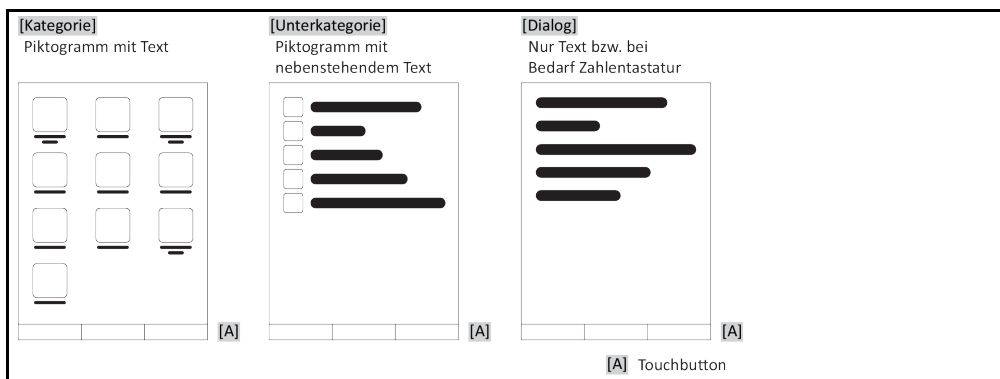 [Kategorie]
Piktogramm mit Text
[Unterkategorie]
Piktogramm mit
nebenstehendem Text
[Dialog]
Nur Text bzw. bei
Bedarf Zahlentastatur
[A]
[A]
[A] Touchbutton